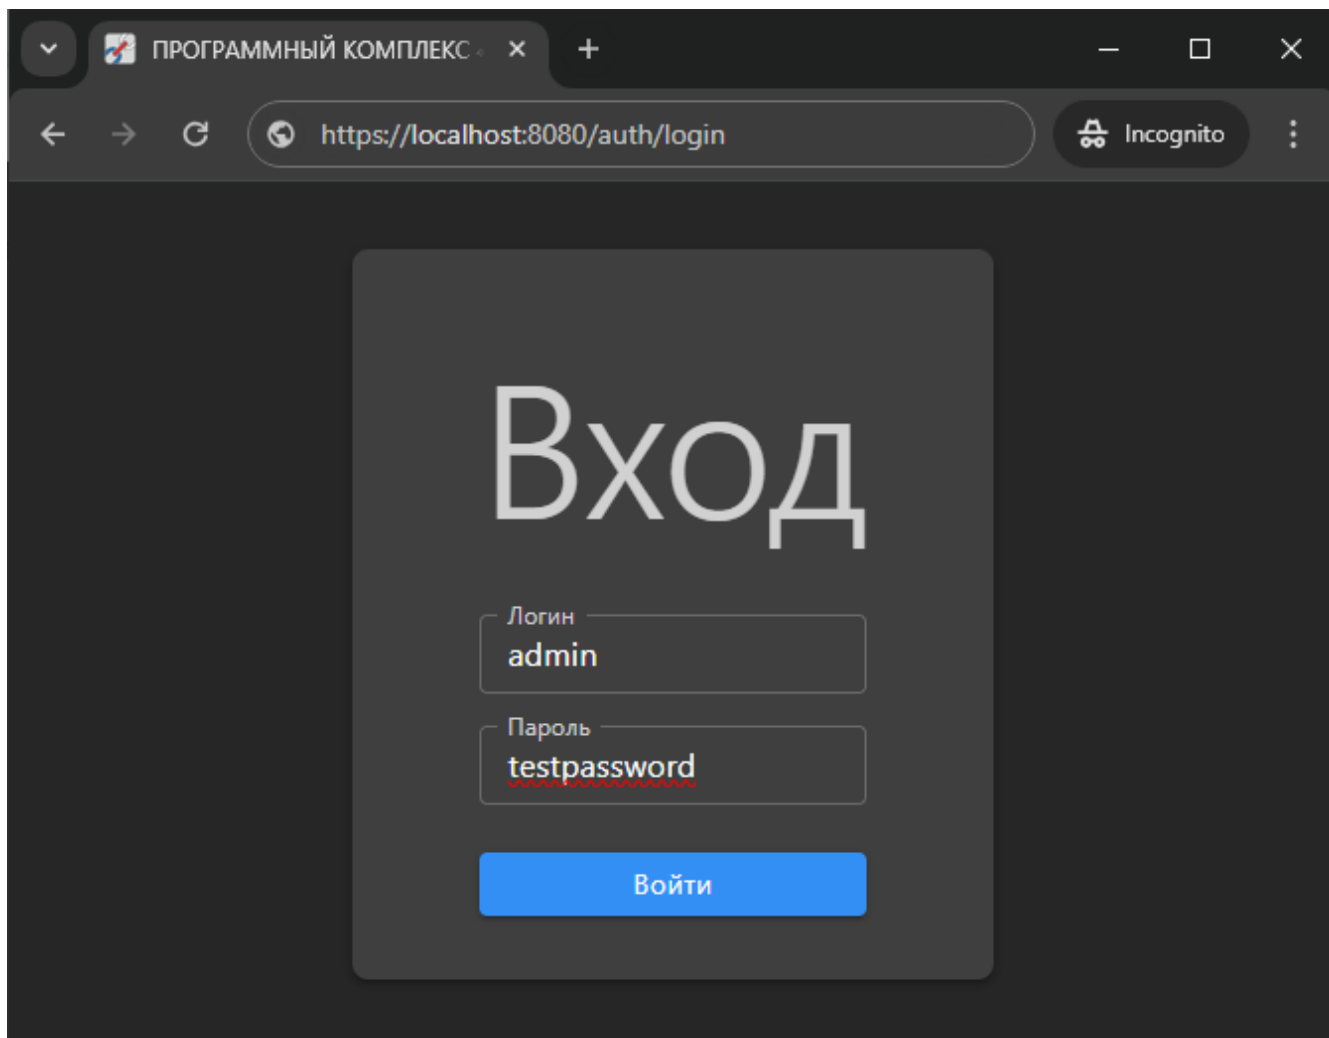 ПРОГРАММНЫЙ КОМПЛЕКС
https://localhost:8080/auth/login
Incognito
Вход
Логин
admin
Пароль
testpassword
Войти